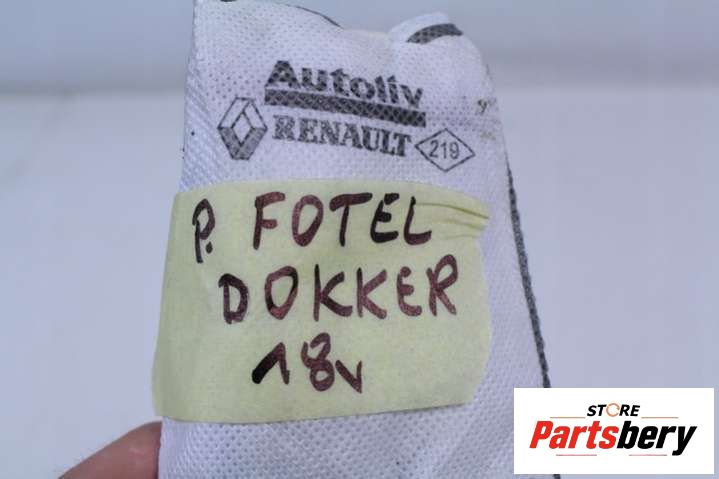 Autoliv
RENAULT 219
P. FOTEL
DOKKER
18v
STORE
Partsbery